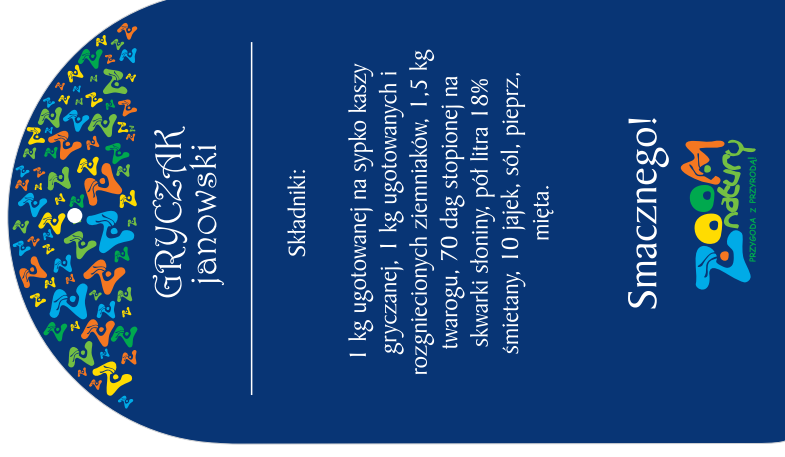 GRYCZAK
janowski
Składniki:
1 kg ugotowanej na sypko kaszy
gryczanej, 1 kg ugotowanych i
rozgniecionych ziemniaków, 1,5 kg
twarogu, 70 dag stopionej na
skwarki słoniny, pół litra 18%
śmietany, 10 jajek, sól, pieprz,
mięta.
Smacznego!
ZOOM
natury
PRZYGODA Z PRZYRODĄ!